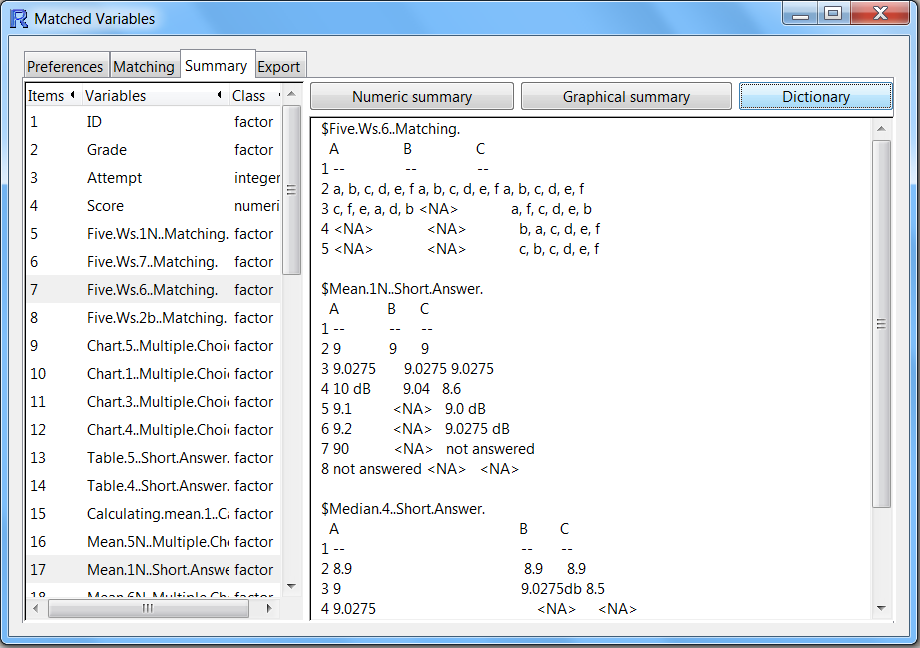 Matched Variables
Preferences Matching Summary Export
Items Variables Class
1 ID factor
2 Grade factor
3 Attempt integer
4 Score numeri
5 Five.Ws.1N..Matching. factor
6 Five.Ws.7..Matching. factor
7 Five.Ws.6..Matching. factor
8 Five.Ws.2b..Matching. factor
9 Chart.5..Multiple.Choi factor
10 Chart.1..Multiple.Choi factor
11 Chart.3..Multiple.Choi factor
12 Chart.4..Multiple.Choi factor
13 Table.5..Short.Answer. factor
14 Table.4..Short.Answer. factor
15 Calculating.mean.1..Ca factor
16 Mean.5N..Multiple.Ch factor
17 Mean.1N..Short.Answe factor
18 Mean.6N..Multiple.Ch factor
Numeric summary Graphical summary Dictionary
$Five.Ws.6..Matching.
A B C
1 -- -- --
2 a, b, c, d, e, f a, b, c, d, e, f a, b, c, d, e, f
3 c, f, e, a, d, b <NA> a, f, c, d, e, b
4 <NA> <NA> b, a, c, d, e, f
5 <NA> <NA> c, b, c, d, e, f
$Mean.1N..Short.Answer.
A B C
1 -- -- --
2 9 9 9
3 9.0275 9.0275 9.0275
4 10 dB 9.04 8.6
5 9.1 <NA> 9.0 dB
6 9.2 <NA> 9.0275 dB
7 90 <NA> not answered
8 not answered <NA> <NA>
$Median.4..Short.Answer.
A B C
1 -- -- --
2 8.9 8.9 8.9
3 9 9.0275db 8.5
4 9.0275 <NA> <NA>